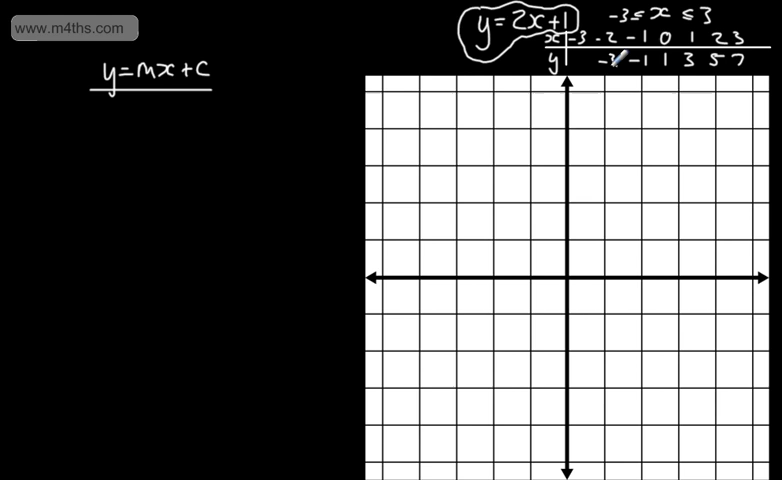 www.m4ths.com
y = 2x+1 -3 ≤ x ≤ 3
x -3 -2 -1 0 1 2 3
y -3 -1 1 3 5 7
y = mx + c